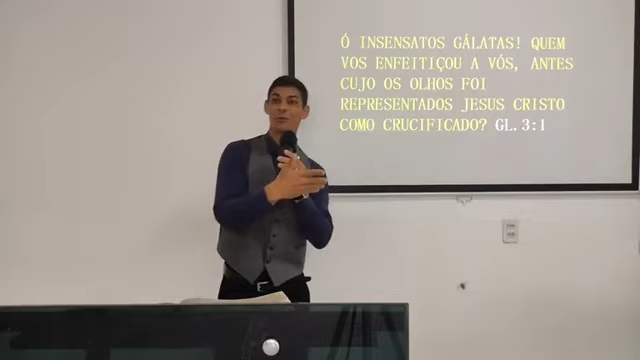 Ó INSENSATOS GÁLATAS! QUEM
VOS ENFEITIÇOU A VÓS, ANTES
CUJO OS OLHOS FOI
REPRESENTADOS JESUS CRISTO
COMO CRUCIFICADO? GL.3:1